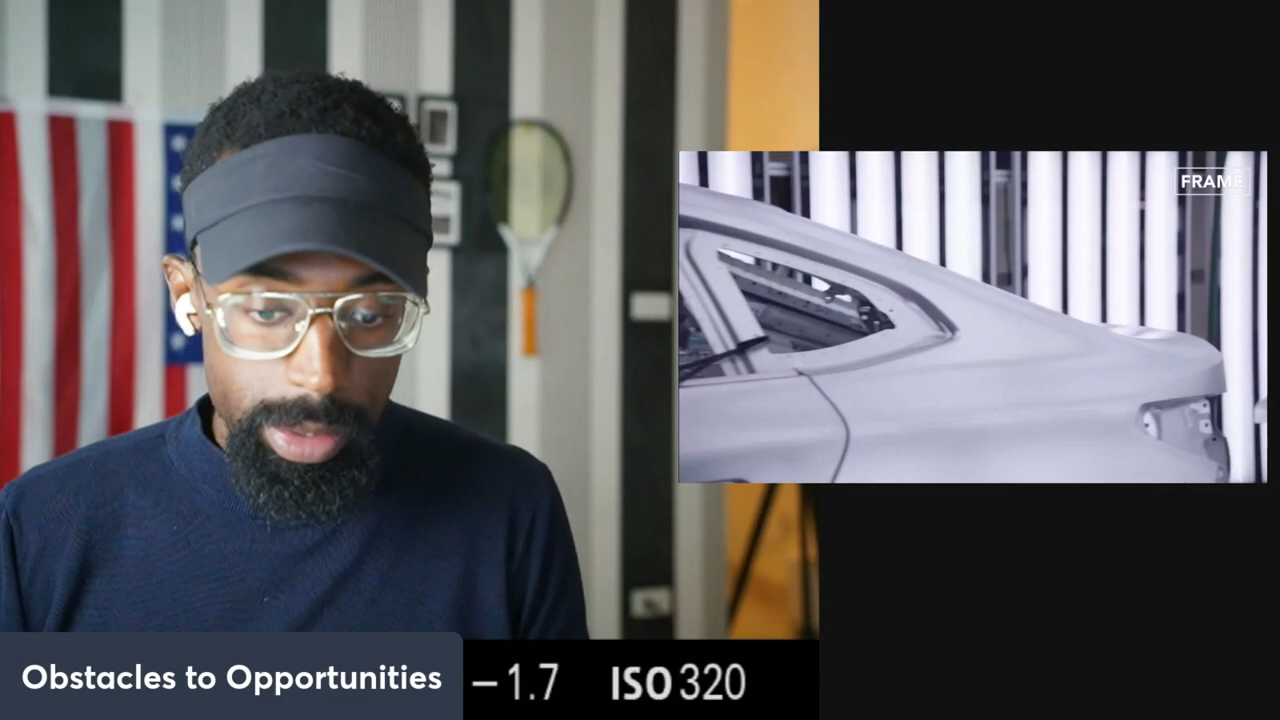 FRAME
Obstacles to Opportunities
– 1.7 ISO 320